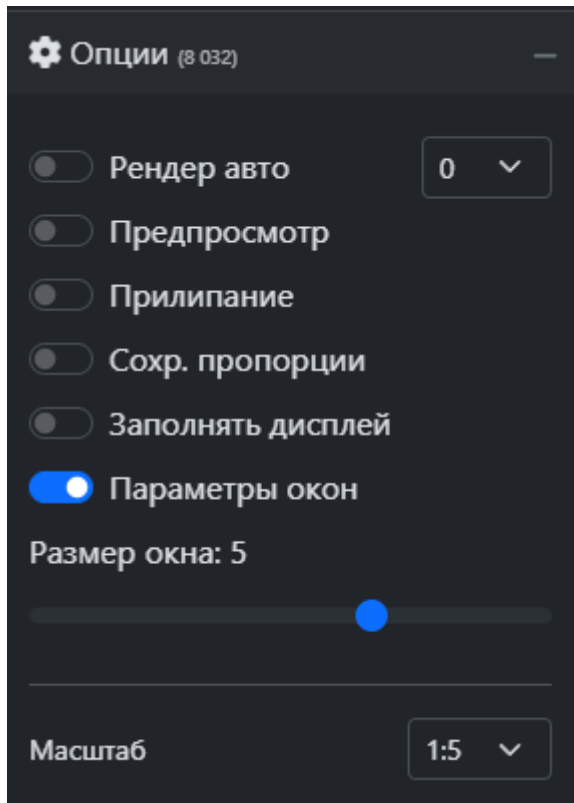 Опции (8 032)
Рендер авто 0
Предпросмотр
Прилипание
Сохр. пропорции
Заполнять дисплей
Параметры окон
Размер окна: 5
Масштаб 1:5